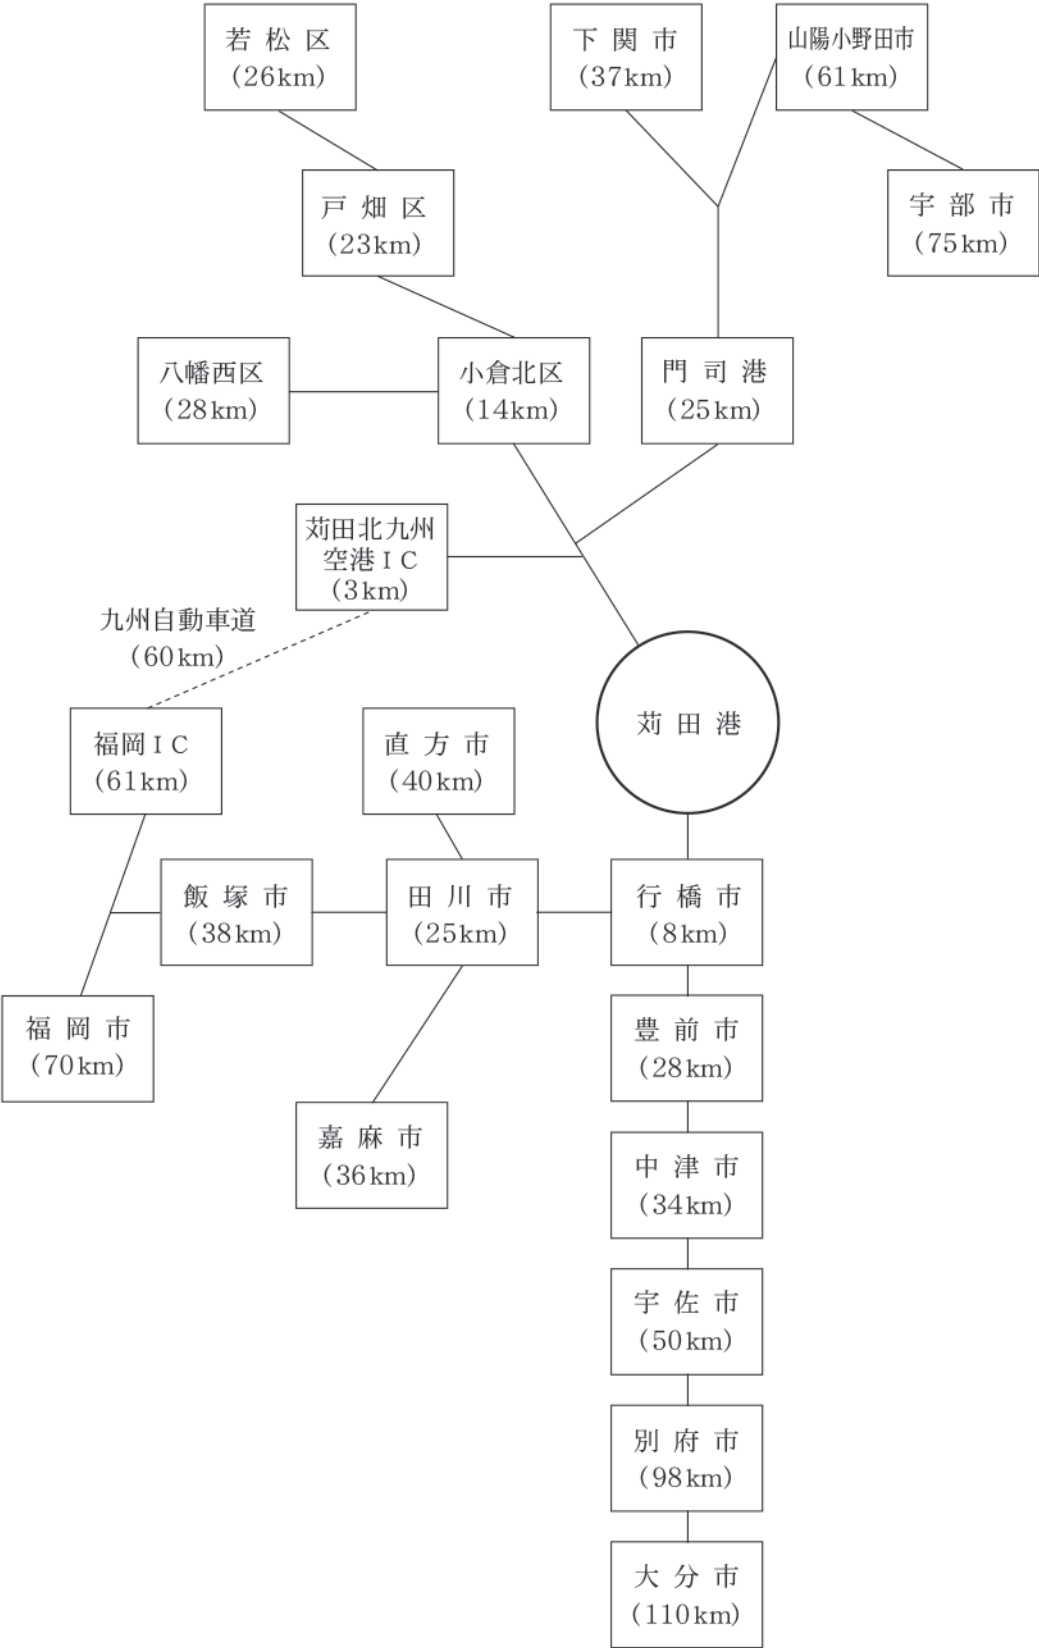 若松区
(26km)
下関市
(37km)
山陽小野田市
(61km)
戸畑区
(23km)
宇部市
(75km)
八幡西区
(28km)
小倉北区
(14km)
門司港
(25km)
苅田北九州
空港IC
(3km)
九州自動車道
(60km)
苅田港
福岡IC
(61km)
直方市
(40km)
飯塚市
(38km)
田川市
(25km)
行橋市
(8km)
福岡市
(70km)
豊前市
(28km)
嘉麻市
(36km)
中津市
(34km)
宇佐市
(50km)
別府市
(98km)
大分市
(110km)